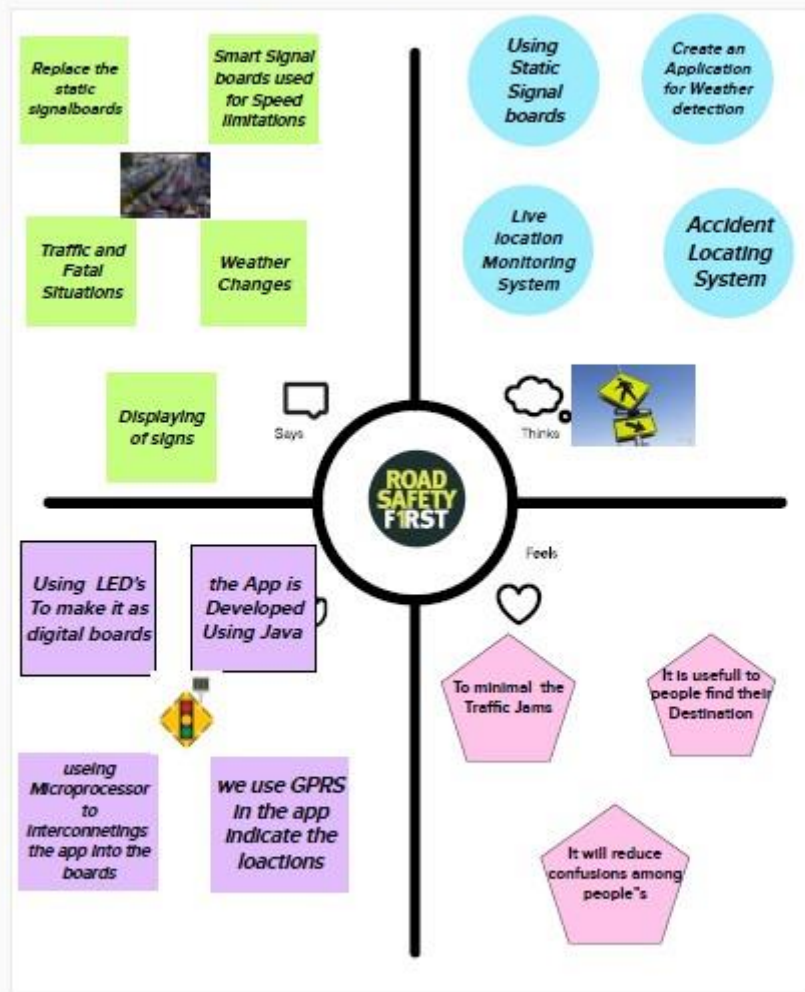 Replace the
static
signalboards
Smart Signal
boards used
for Speed
limitations
Traffic and
Fatal
Situations
Weather
Changes
Displaying
of signs
Says
Using
Static
Signal
boards
Create an
Application
for Weather
detection
Live
location
Monitoring
System
Accident
Locating
System
Thinks
ROAD
SAFETY
F1RST
Using LED's
To make it as
digital boards
the App is
Developed
Using Java
useing
Microprocessor
to
interconnetings
the app into the
boards
we use GPRS
in the app
indicate the
loactions
Feels
To minimal the
Traffic Jams
It is usefull to
people find their
Destination
It will reduce
confusions among
people"s